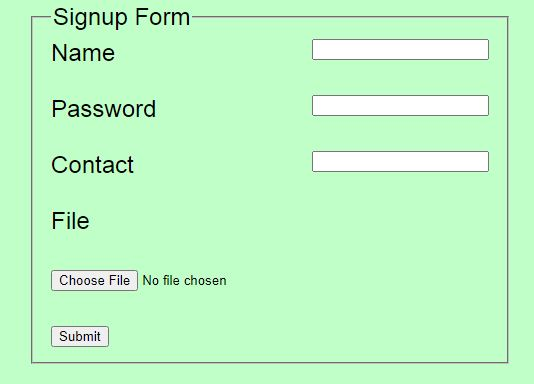 Signup Form
Name
Password
Contact
File
Choose File No file chosen
Submit